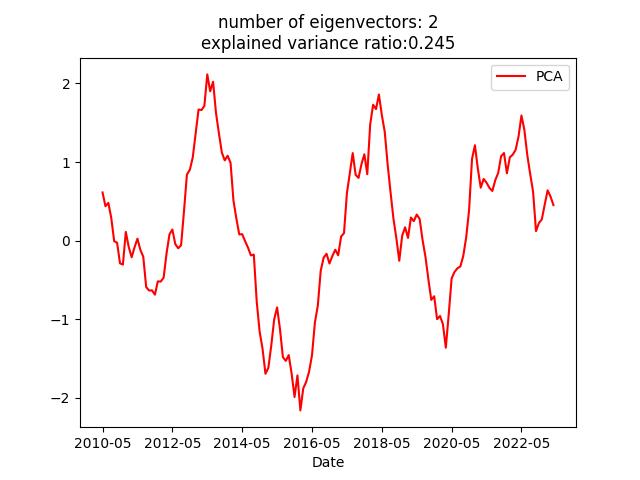 number of eigenvectors: 2
explained variance ratio:0.245
PCA
2
1
0
−1
−2
2010-05 2012-05 2014-05 2016-05 2018-05 2020-05 2022-05
Date